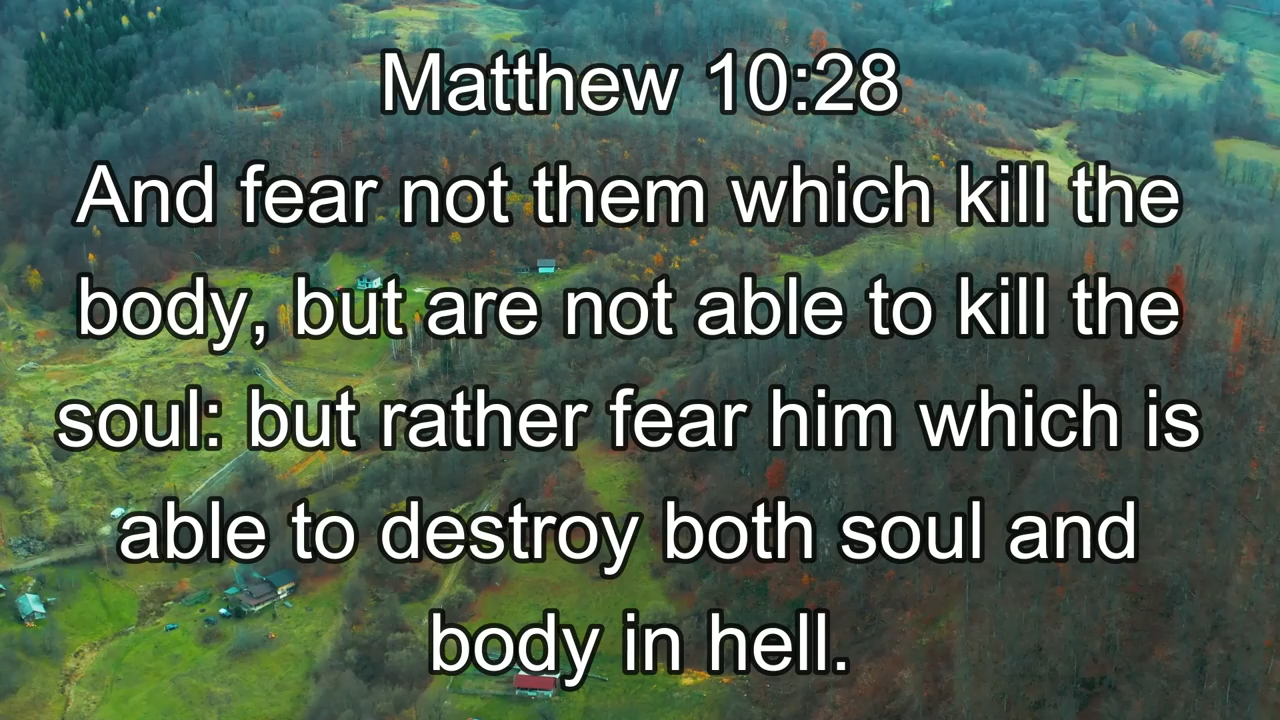 Matthew 10:28
And fear not them which kill the
body, but are not able to kill the
soul: but rather fear him which is
able to destroy both soul and
body in hell.